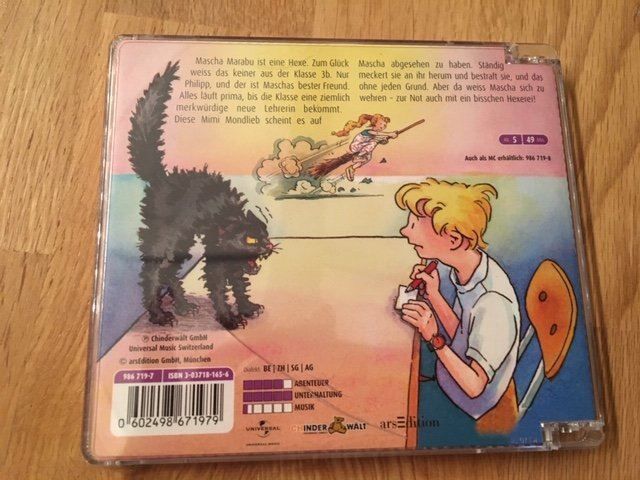 Mascha Marabu ist eine Hexe. Zum Glück
weiss das keiner aus der Klasse 3b. Nur
Philipp, und der ist Maschas bester Freund.
Alles läuft prima, bis die Klasse eine ziemlich
merkwürdige neue Lehrerin bekommt.
Diese Mimi Mondlieb scheint es auf
Mascha abgesehen zu haben. Ständig
meckert sie an ihr herum und bestraft sie, und das
ohne jeden Grund. Aber da weiss Mascha sich zu
wehren - zur Not auch mit ein bisschen Hexerei!
5 49 Min.
Auch als MC erhältlich: 986 719-8
℗ Chinderwält GmbH
Universal Music Switzerland
© arsEdition GmbH, München
986 719-7 ISBN 3-03718-165-6
0 602498 671979
Dialekt: BE | ZH | SG | AG
ABENTEUER
UNTERHALTUNG
MUSIK
UNIVERSAL
UNIVERSAL MUSIC
CHINDERWÄLT
arsEdition